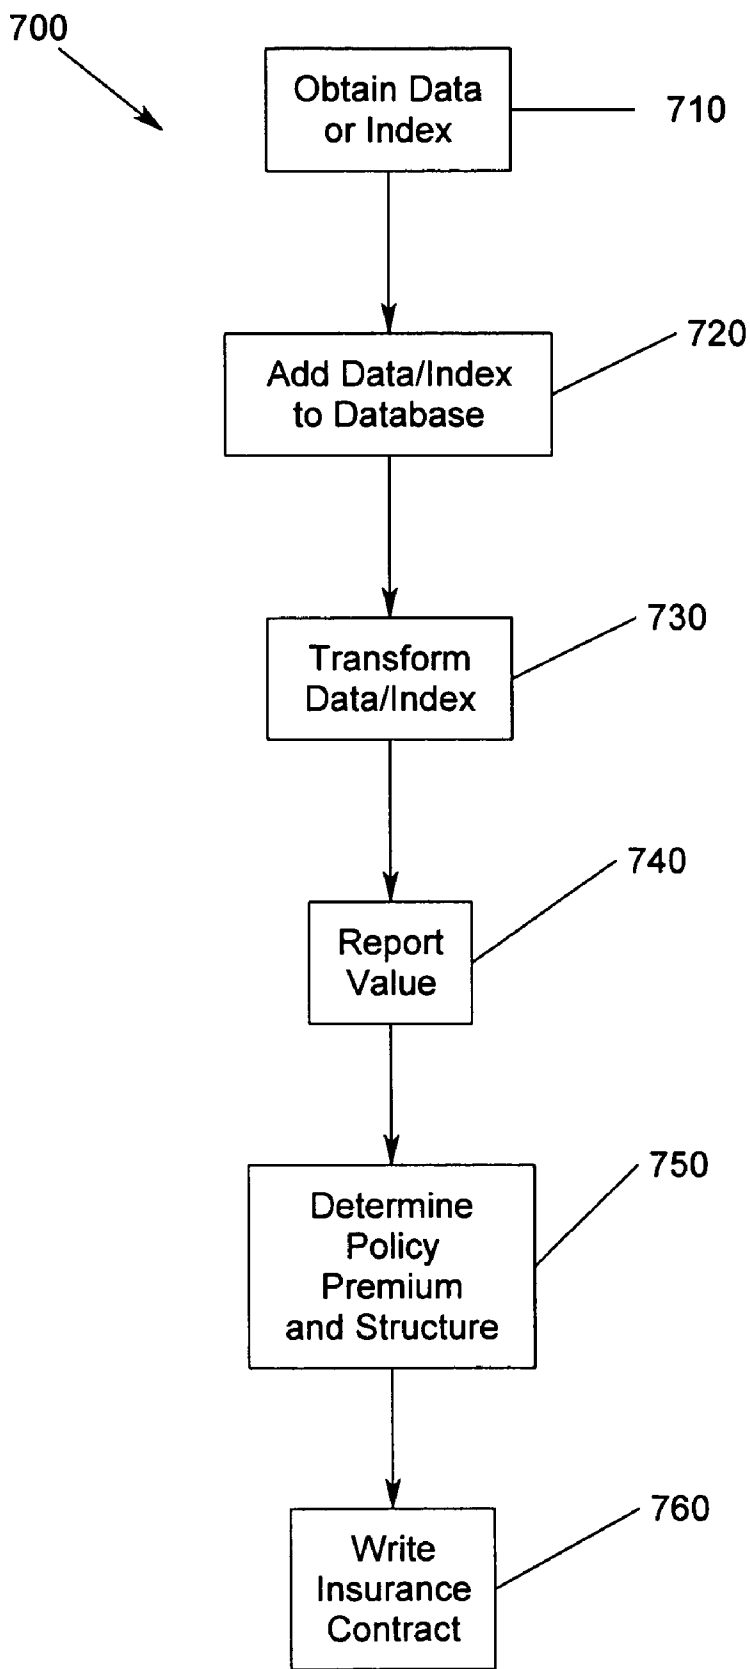 700
Obtain Data
or Index
710
Add Data/Index
to Database
720
Transform
Data/Index
730
Report
Value
740
Determine
Policy
Premium
and Structure
750
Write
Insurance
Contract
760